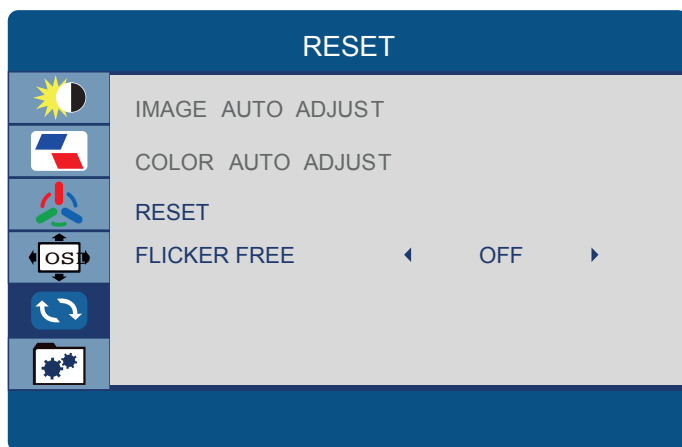 RESET
IMAGE AUTO ADJUST
COLOR AUTO ADJUST
RESET
FLICKER FREE OFF
OSD